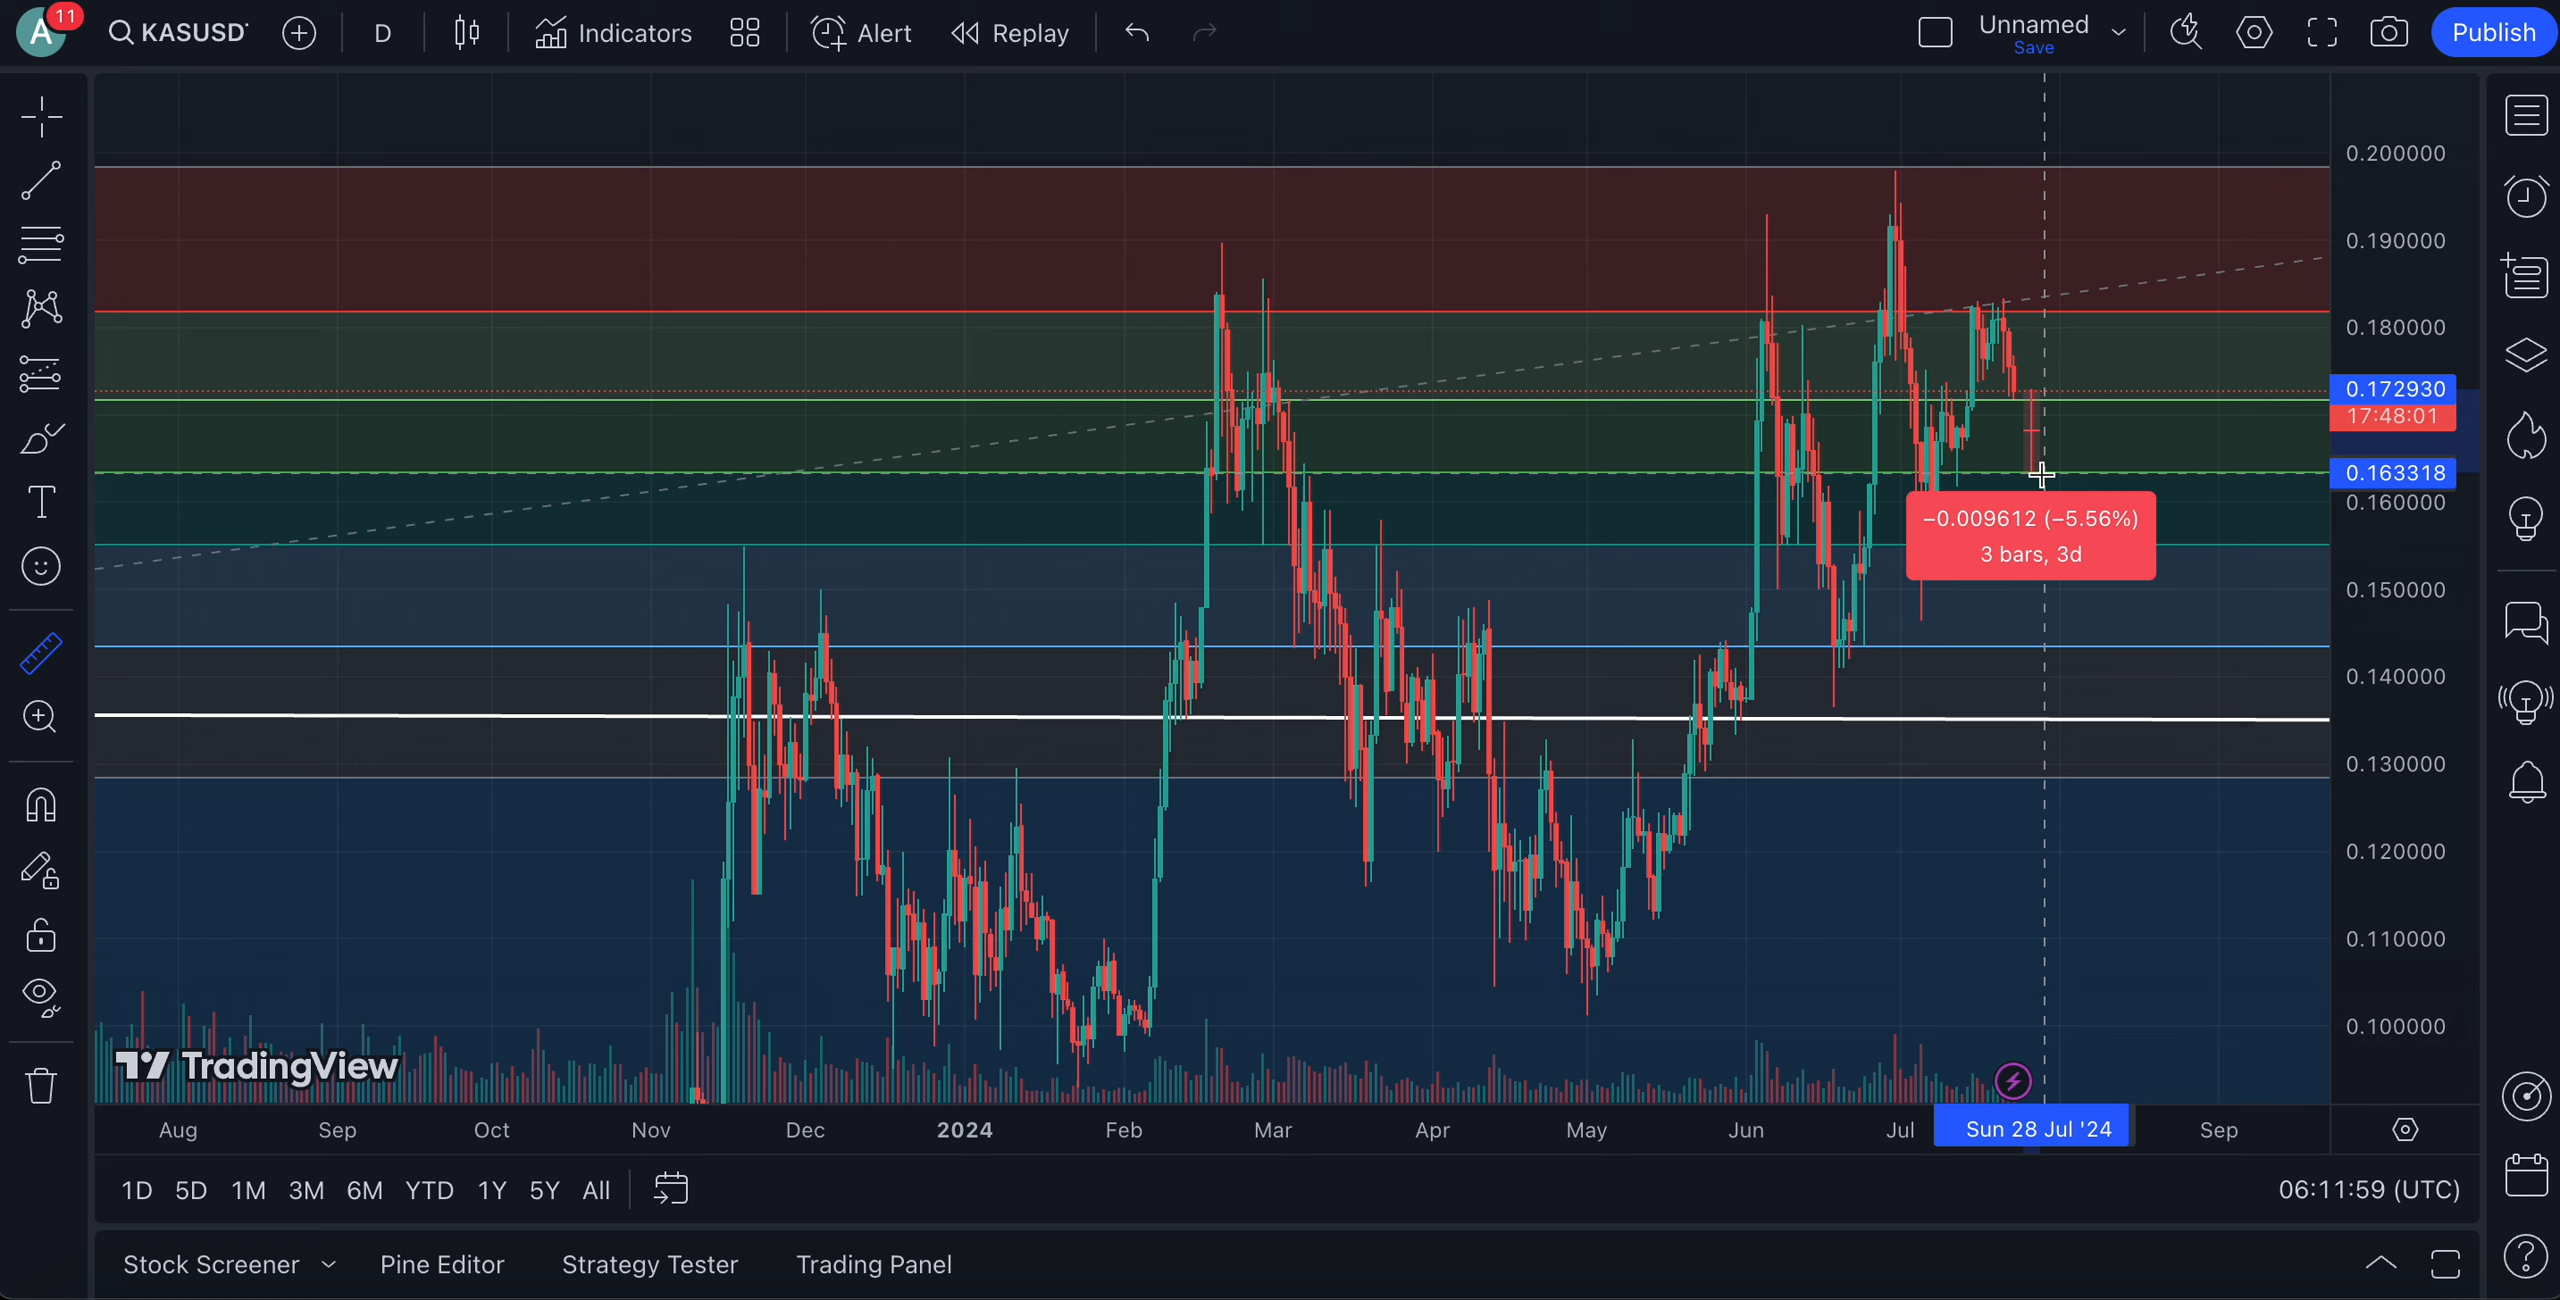 A
11
KASUSD
D
Indicators
Alert
Replay
Unnamed
Save
Publish
0.200000
0.190000
0.180000
0.172930
17:48:01
0.163318
0.160000
0.150000
0.140000
0.130000
0.120000
0.110000
0.100000
−0.009612 (−5.56%)
3 bars, 3d
TradingView
Aug
Sep
Oct
Nov
Dec
2024
Feb
Mar
Apr
May
Jun
Jul
Sun 28 Jul '24
Sep
1D
5D
1M
3M
6M
YTD
1Y
5Y
All
06:11:59 (UTC)
Stock Screener
Pine Editor
Strategy Tester
Trading Panel